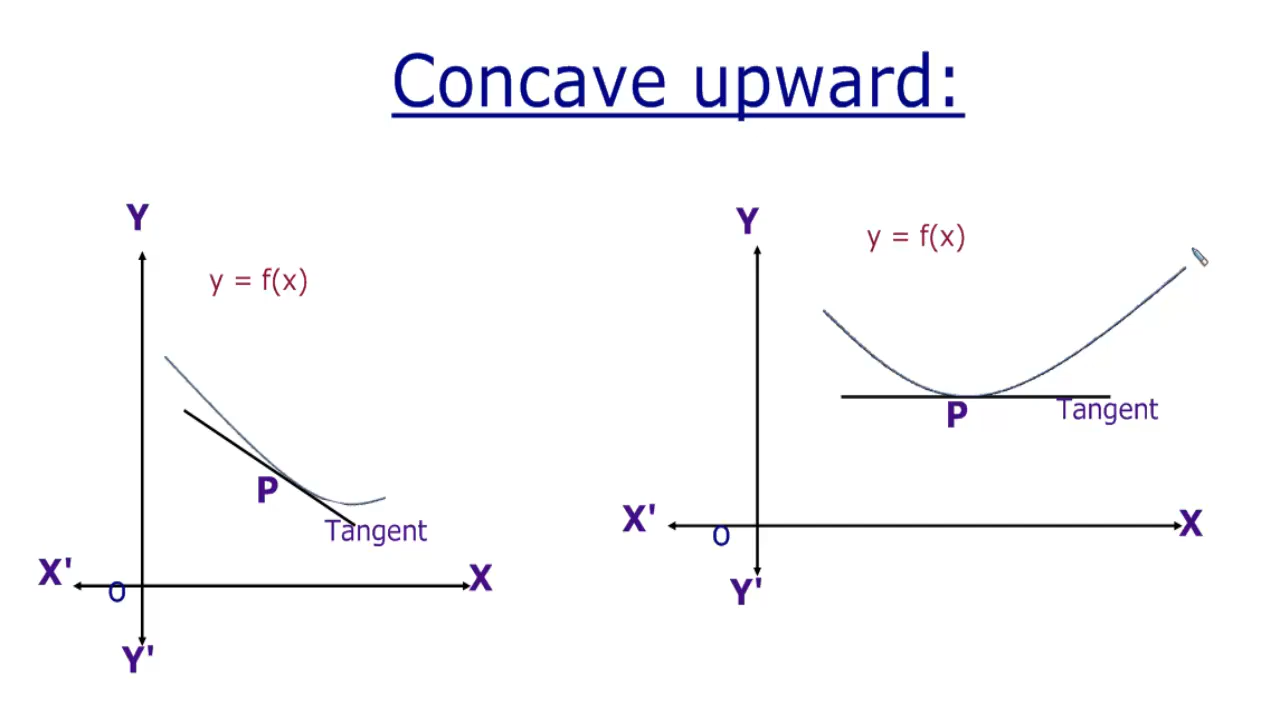 Concave upward:
Y
y = f(x)
P
Tangent
X'
O
X
Y'
Y
y = f(x)
P
Tangent
X'
O
X
Y'